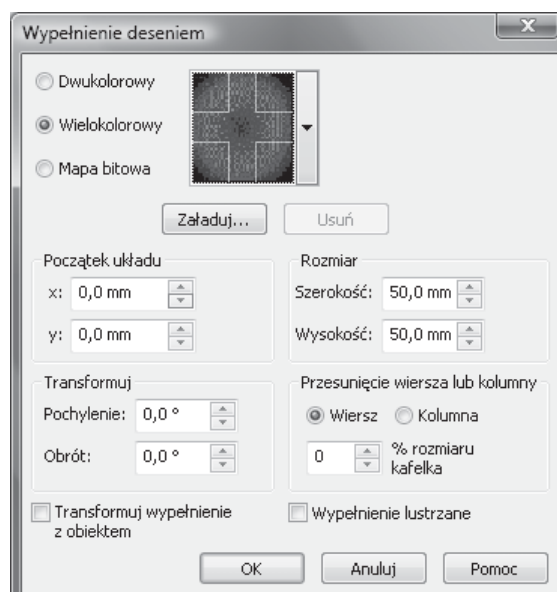 Wypełnienie deseniem
Dwukolorowy
Wielokolorowy
Mapa bitowa
Załaduj... Usuń
Początek układu
x: 0,0 mm
y: 0,0 mm
Rozmiar
Szerokość: 50,0 mm
Wysokość: 50,0 mm
Transformuj
Pochylenie: 0,0 °
Obrót: 0,0 °
Przesunięcie wiersza lub kolumny
Wiersz Kolumna
0 % rozmiaru
kafelka
Transformuj wypełnienie
z obiektem
Wypełnienie lustrzane
OK Anuluj Pomoc